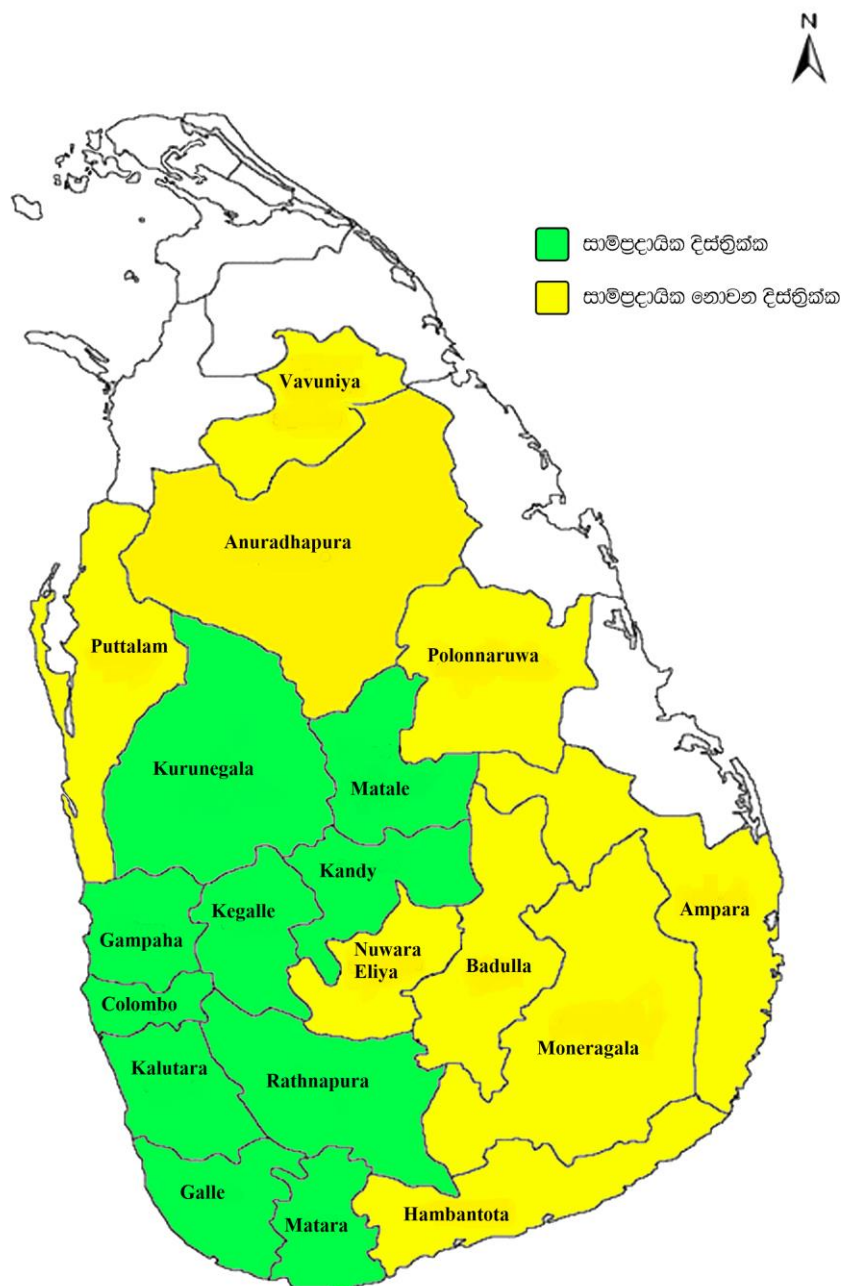 N
සාම්ප්‍රදායික දිස්ත්‍රික්ක
සාම්ප්‍රදායික නොවන දිස්ත්‍රික්ක
Vavuniya
Anuradhapura
Puttalam
Polonnaruwa
Kurunegala
Matale
Kandy
Kegalle
Ampara
Gampaha
Nuwara
Eliya
Badulla
Colombo
Moneragala
Kalutara
Rathnapura
Galle
Matara
Hambantota